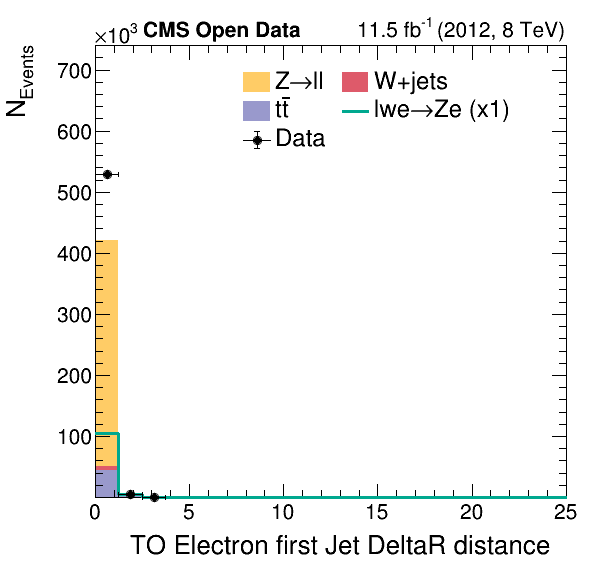 ×10³ CMS Open Data 11.5 fb⁻¹ (2012, 8 TeV)
N_Events
Z→ll W+jets
tt̄ lwe→Ze (x1)
Data
700
600
500
400
300
200
100
0 5 10 15 20 25
TO Electron first Jet DeltaR distance